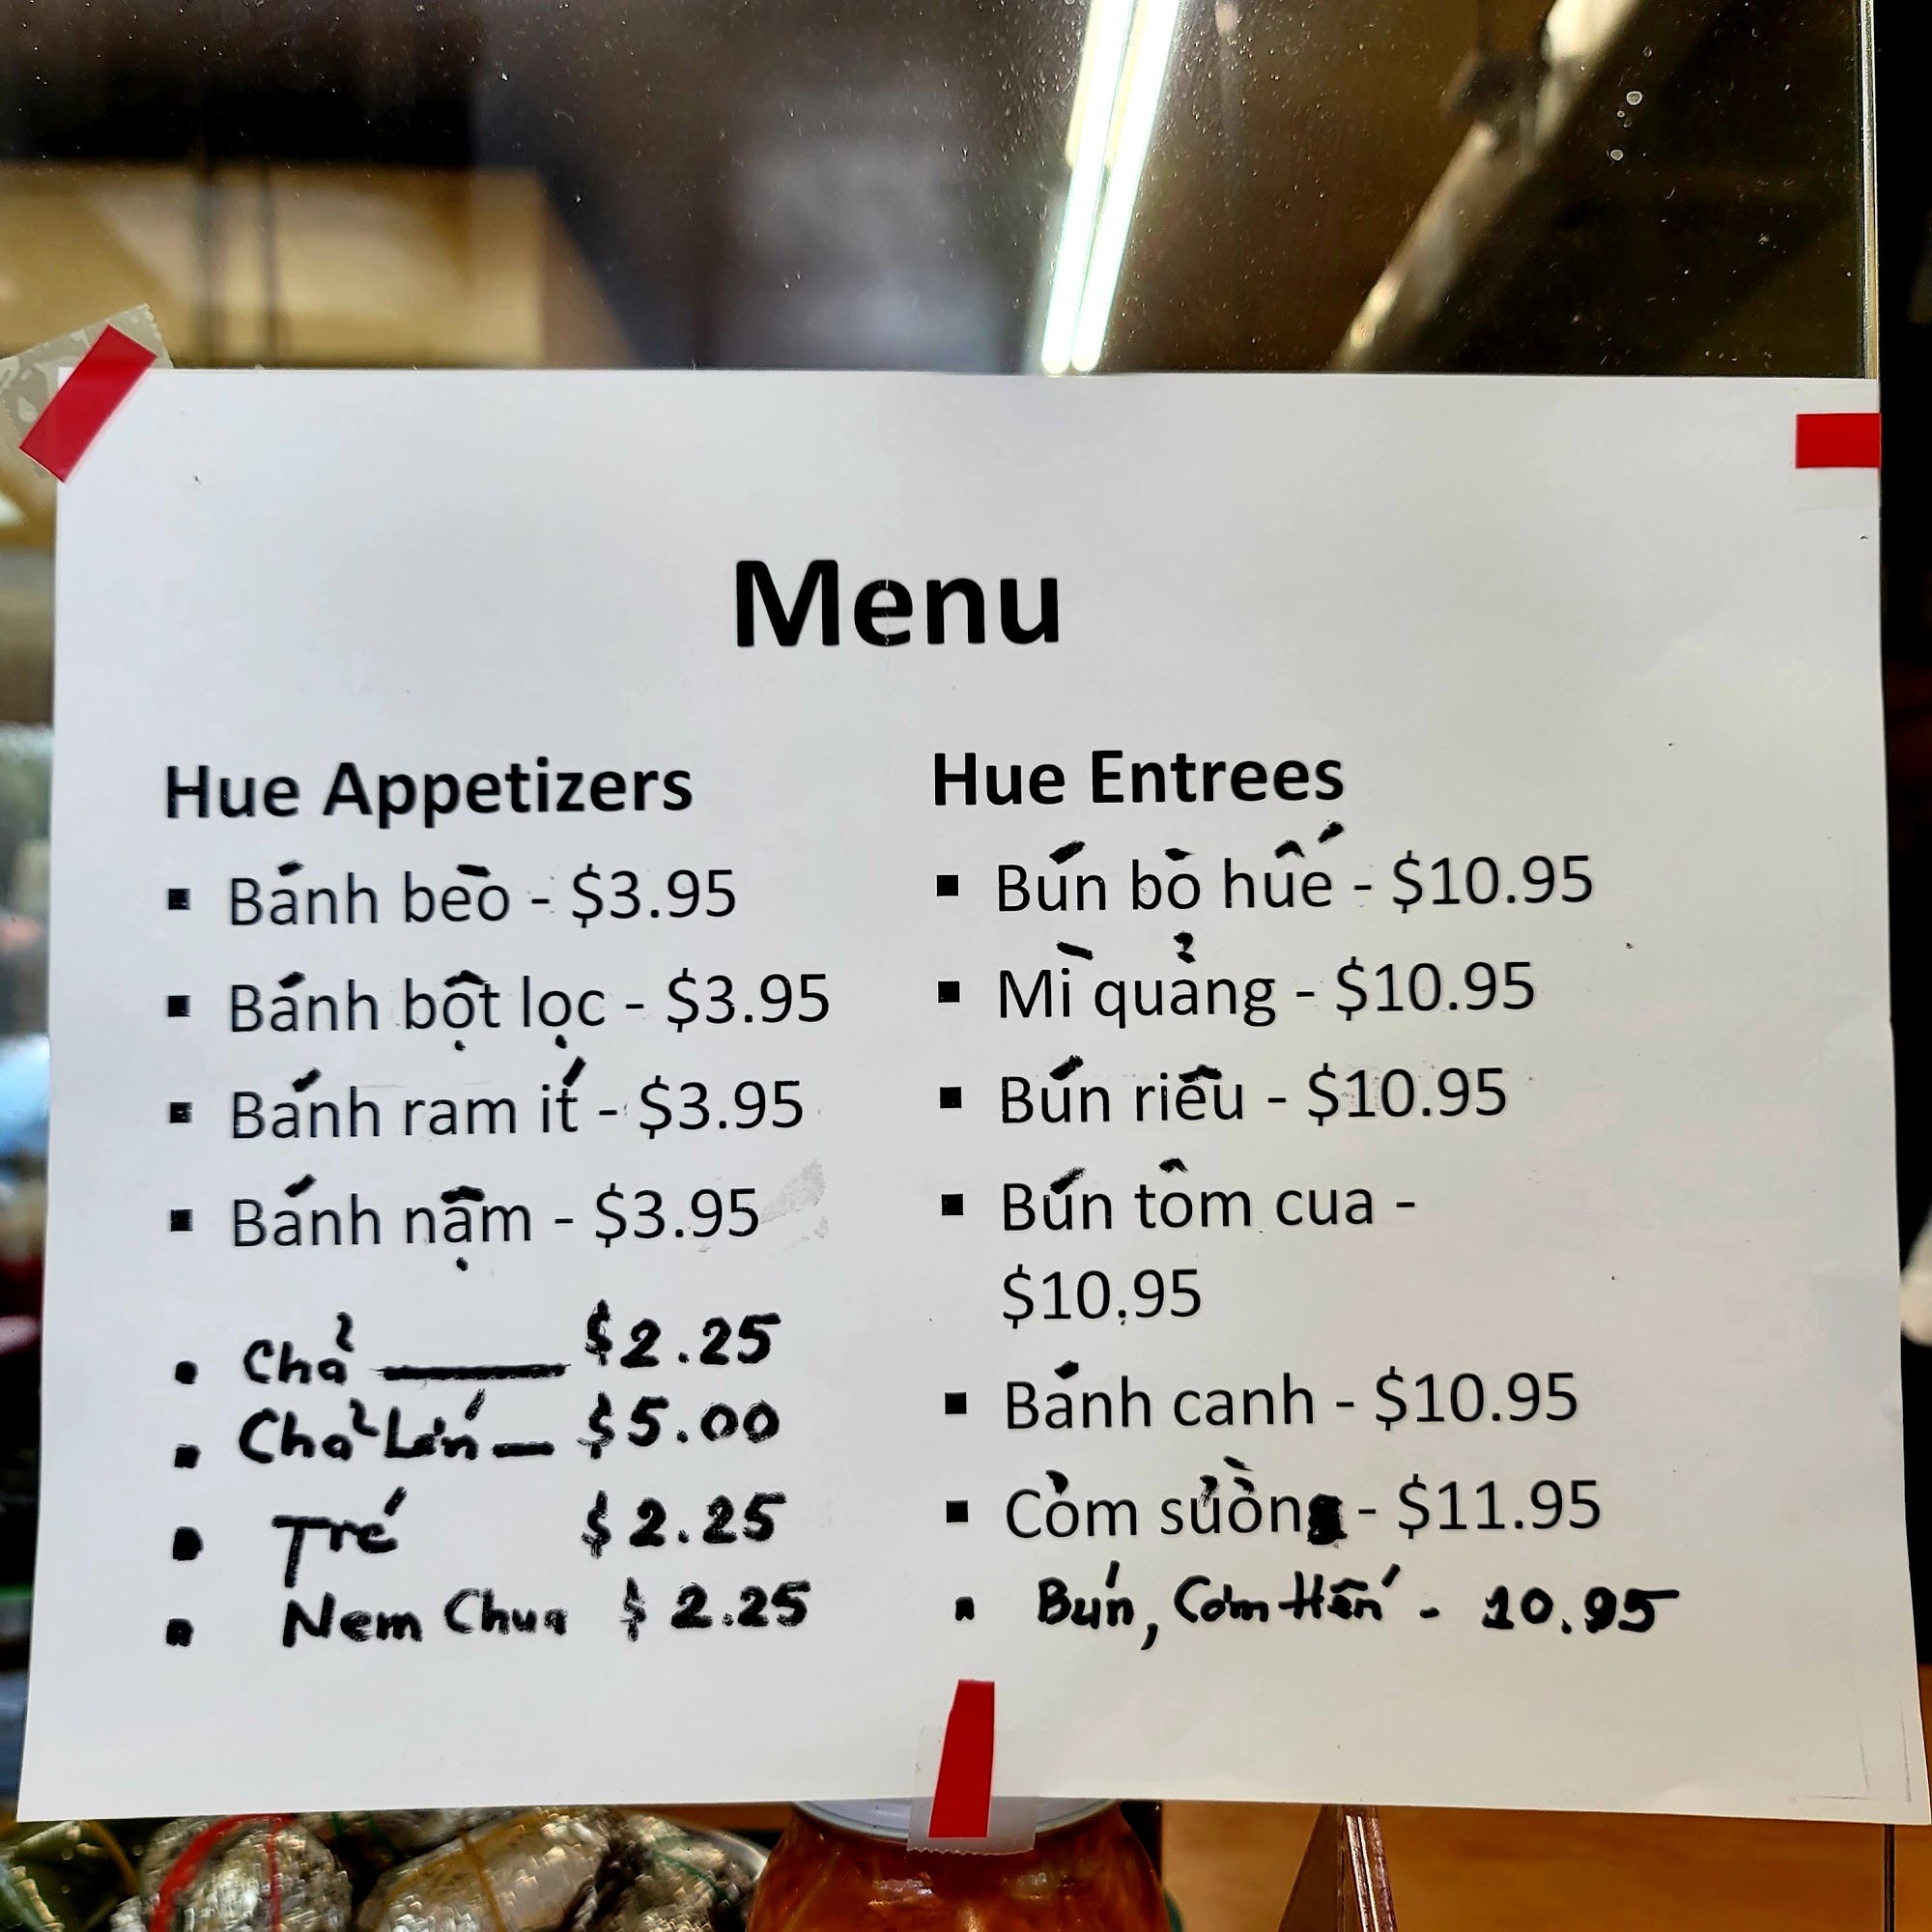 Menu
Hue Appetizers
▪ Bánh bèo - $3.95
▪ Bánh bột lọc - $3.95
▪ Bánh ram ít - $3.95
▪ Bánh nậm - $3.95
▪ Chả — $2.25
▪ Chả Lớn — $5.00
▪ Tré $2.25
▪ Nem Chua $2.25
Hue Entrees
▪ Bún bò huế - $10.95
▪ Mì quảng - $10.95
▪ Bún riêu - $10.95
▪ Bún tôm cua -
$10.95
▪ Bánh canh - $10.95
▪ Cơm sườn - $11.95
▪ Bún, Cơm Hến - 10.95